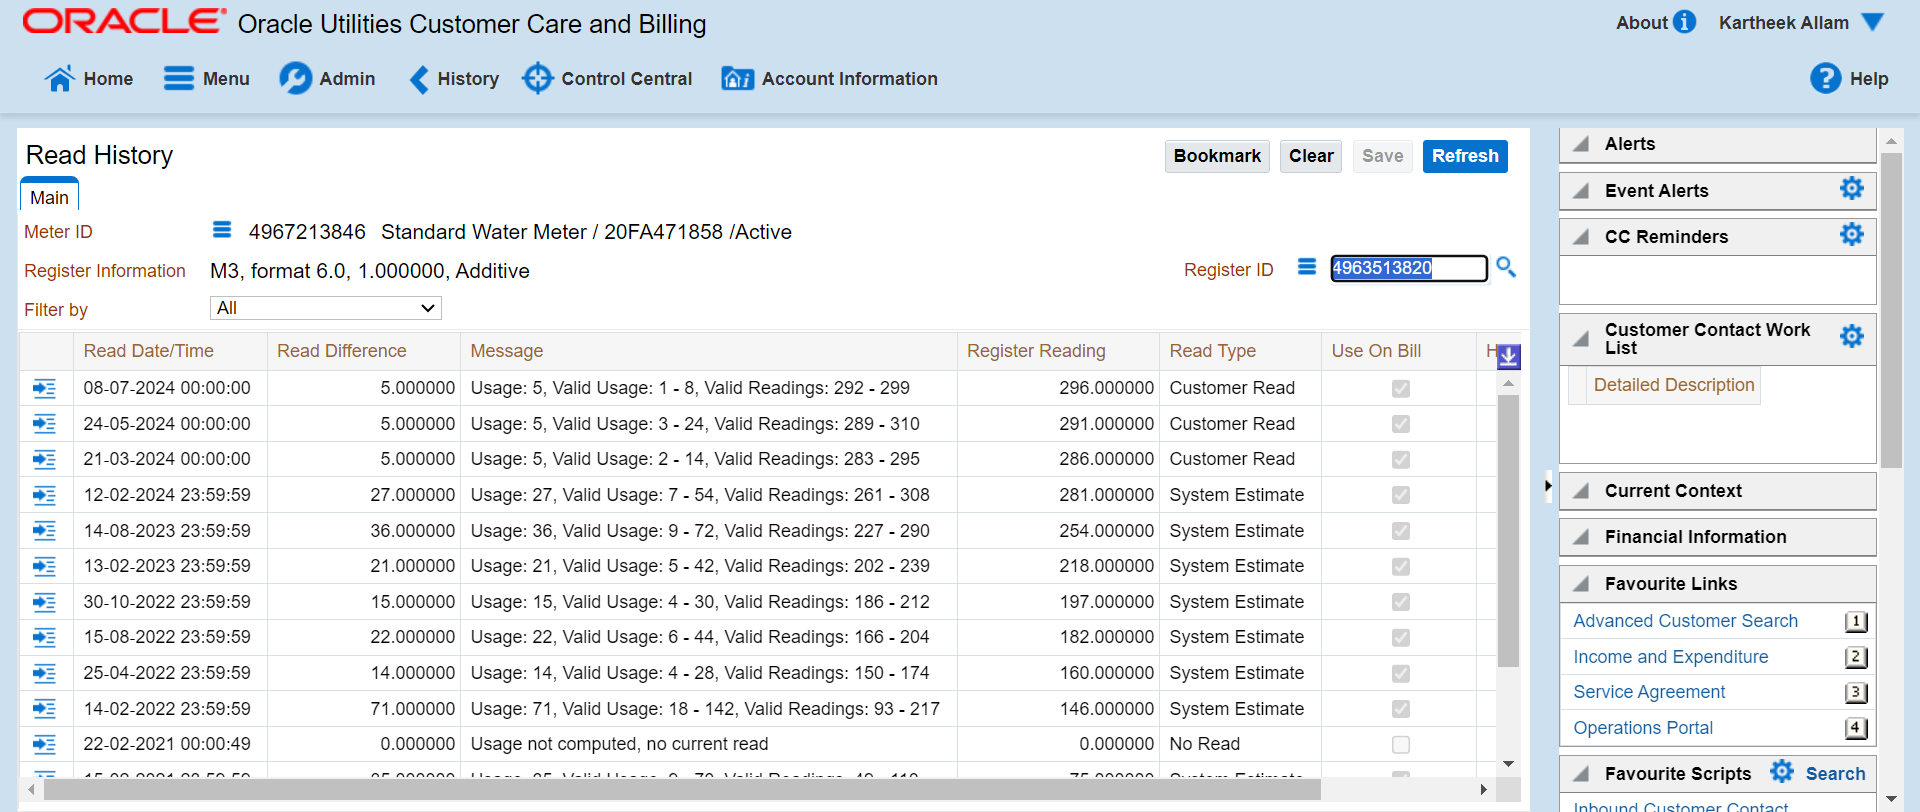 ORACLE Oracle Utilities Customer Care and Billing
About Kartheek Allam
Home Menu Admin History Control Central Account Information Help
Read History
Bookmark Clear Save Refresh
Main
Meter ID 4967213846 Standard Water Meter / 20FA471858 /Active
Register Information M3, format 6.0, 1.000000, Additive Register ID 4963513820
Filter by All
Read Date/Time Read Difference Message Register Reading Read Type Use On Bill H
08-07-2024 00:00:00 5.000000 Usage: 5, Valid Usage: 1 - 8, Valid Readings: 292 - 299 296.000000 Customer Read
24-05-2024 00:00:00 5.000000 Usage: 5, Valid Usage: 3 - 24, Valid Readings: 289 - 310 291.000000 Customer Read
21-03-2024 00:00:00 5.000000 Usage: 5, Valid Usage: 2 - 14, Valid Readings: 283 - 295 286.000000 Customer Read
12-02-2024 23:59:59 27.000000 Usage: 27, Valid Usage: 7 - 54, Valid Readings: 261 - 308 281.000000 System Estimate
14-08-2023 23:59:59 36.000000 Usage: 36, Valid Usage: 9 - 72, Valid Readings: 227 - 290 254.000000 System Estimate
13-02-2023 23:59:59 21.000000 Usage: 21, Valid Usage: 5 - 42, Valid Readings: 202 - 239 218.000000 System Estimate
30-10-2022 23:59:59 15.000000 Usage: 15, Valid Usage: 4 - 30, Valid Readings: 186 - 212 197.000000 System Estimate
15-08-2022 23:59:59 22.000000 Usage: 22, Valid Usage: 6 - 44, Valid Readings: 166 - 204 182.000000 System Estimate
25-04-2022 23:59:59 14.000000 Usage: 14, Valid Usage: 4 - 28, Valid Readings: 150 - 174 160.000000 System Estimate
14-02-2022 23:59:59 71.000000 Usage: 71, Valid Usage: 18 - 142, Valid Readings: 93 - 217 146.000000 System Estimate
22-02-2021 00:00:49 0.000000 Usage not computed, no current read 0.000000 No Read
Alerts
Event Alerts
CC Reminders
Customer Contact Work
List
Detailed Description
Current Context
Financial Information
Favourite Links
Advanced Customer Search 1
Income and Expenditure 2
Service Agreement 3
Operations Portal 4
Favourite Scripts Search
Inbound Customer Contact